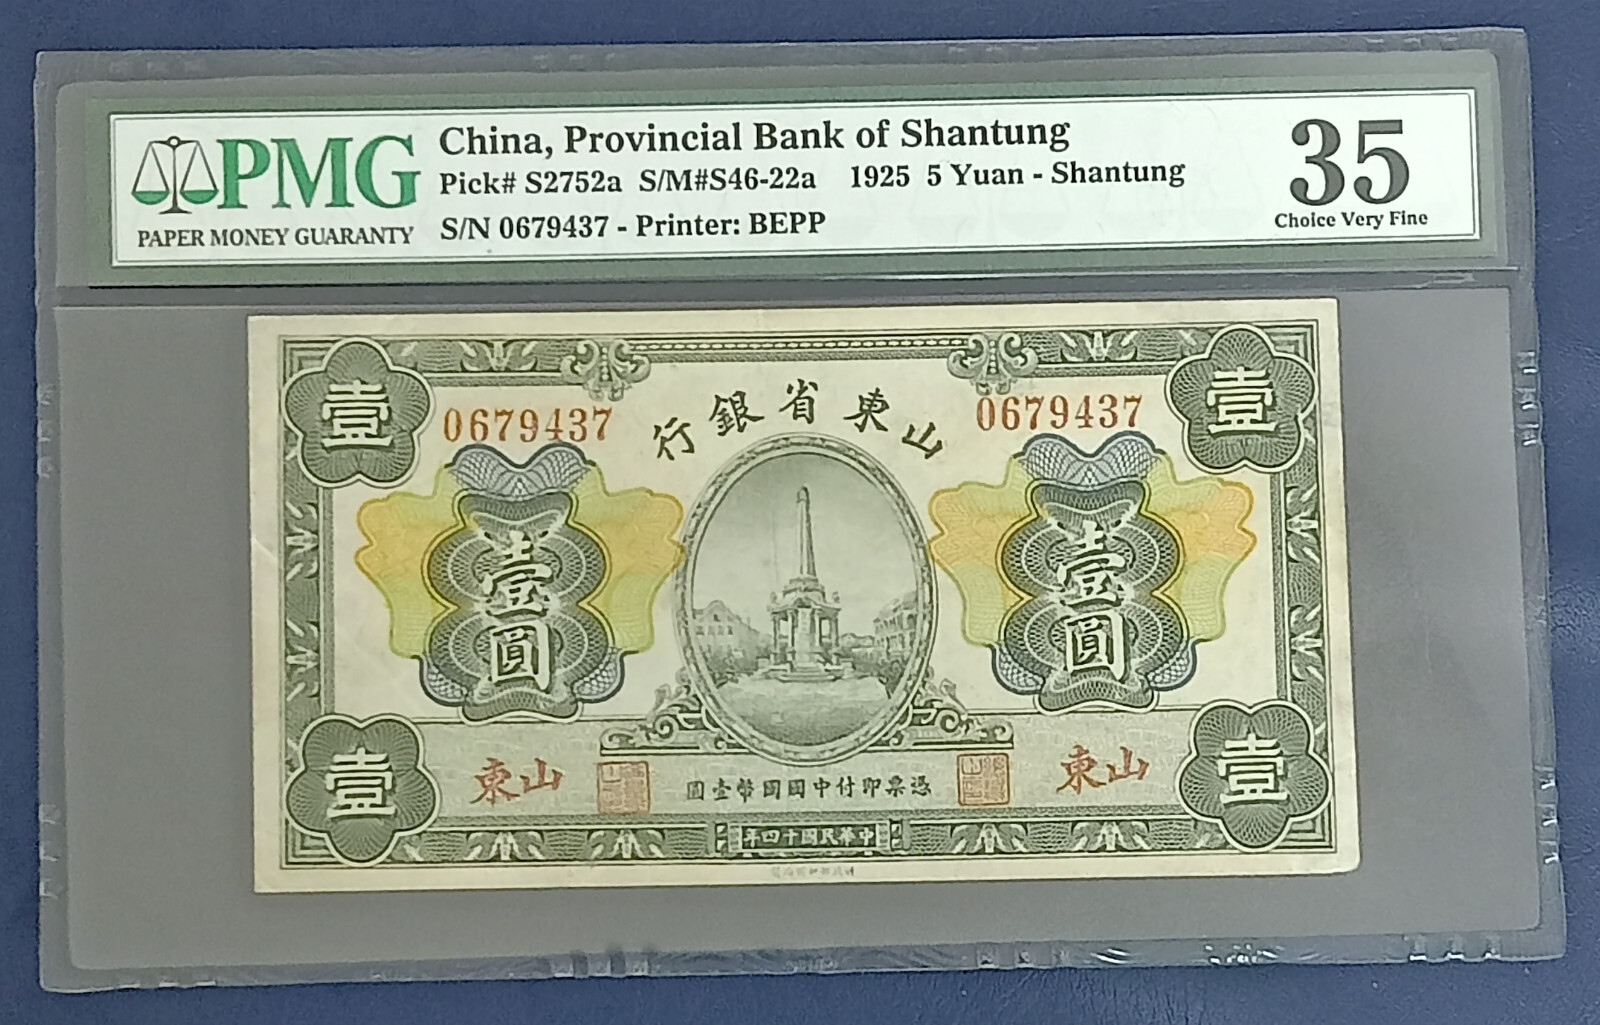 PMG
PAPER MONEY GUARANTY
China, Provincial Bank of Shantung
Pick# S2752a S/M#S46-22a 1925 5 Yuan - Shantung
S/N 0679437 - Printer: BEPP
35
Choice Very Fine
山東省銀行
壹 壹
0679437 0679437
壹圓 壹圓
山東 山東
憑票即付中國國幣壹圓
壹 壹
中華民國十四年